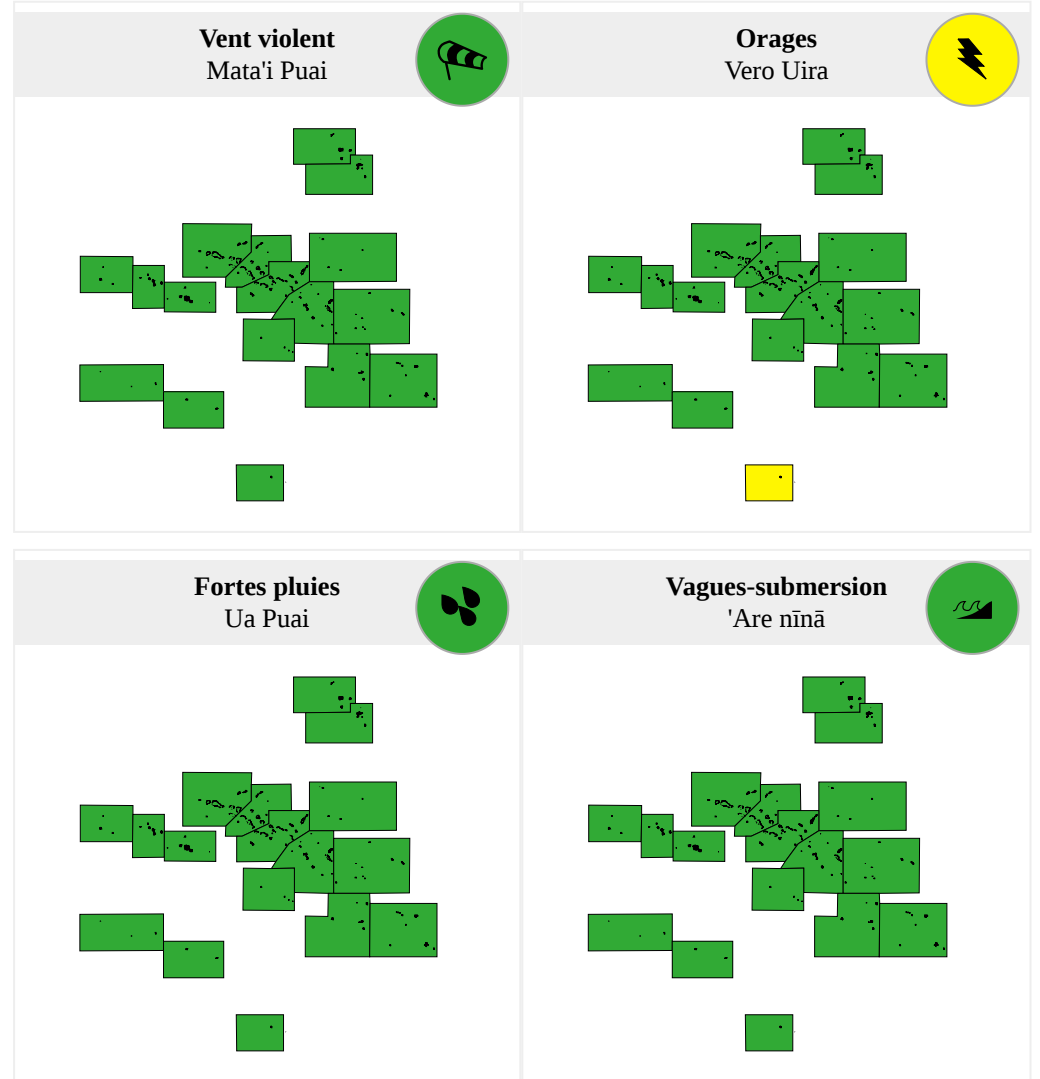 Vent violent
Mata'i Puai
Orages
Vero Uira
Fortes pluies
Ua Puai
Vagues-submersion
'Are nīnā